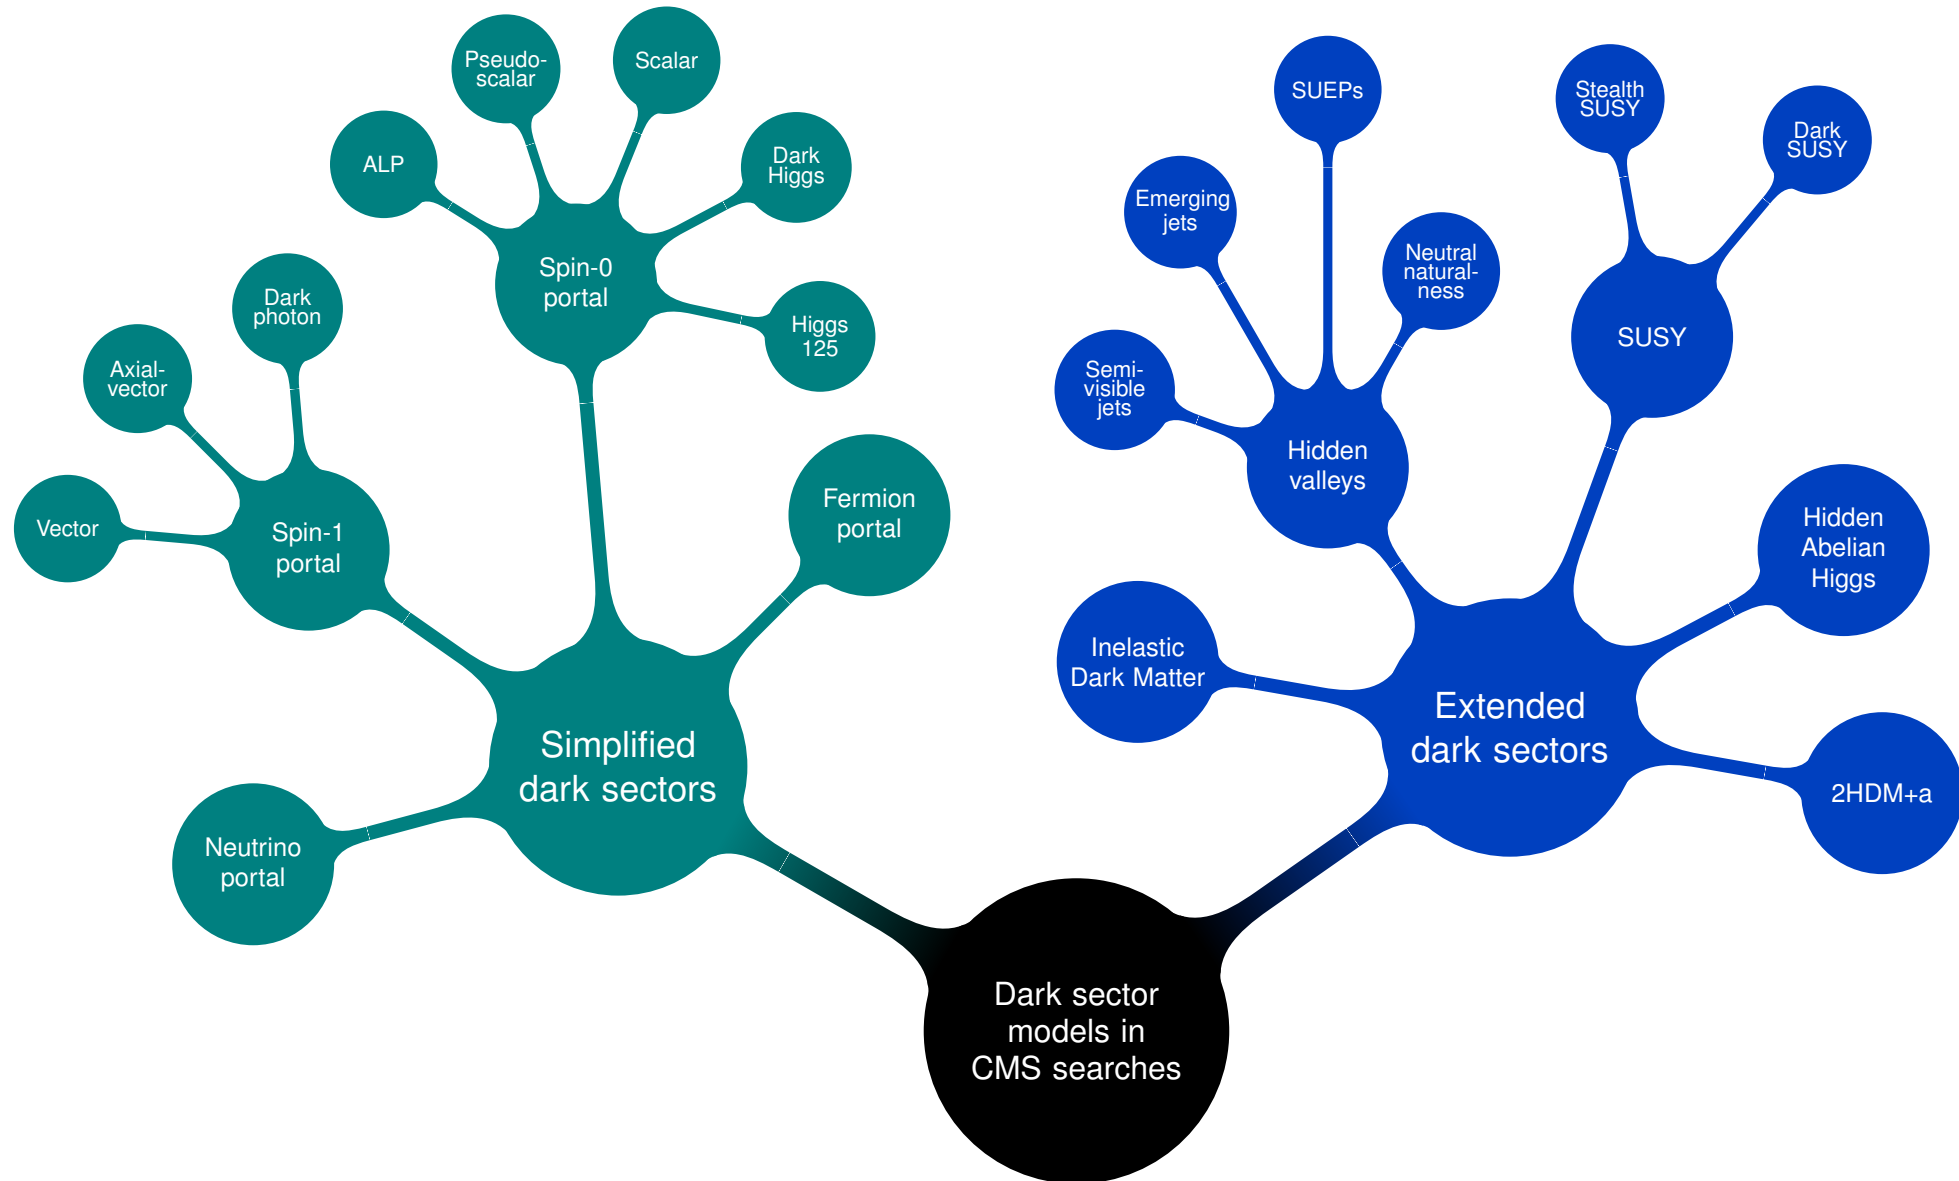 Pseudo-
scalar
Scalar
ALP
Dark
Higgs
Spin-0
portal
Higgs
125
Dark
photon
Axial-
vector
Vector
Spin-1
portal
Fermion
portal
Simplified
dark sectors
Neutrino
portal
SUEPs
Stealth
SUSY
Dark
SUSY
Emerging
jets
Neutral
natural-
ness
Semi-
visible
jets
SUSY
Hidden
valleys
Hidden
Abelian
Higgs
Inelastic
Dark Matter
Extended
dark sectors
2HDM+a
Dark sector
models in
CMS searches